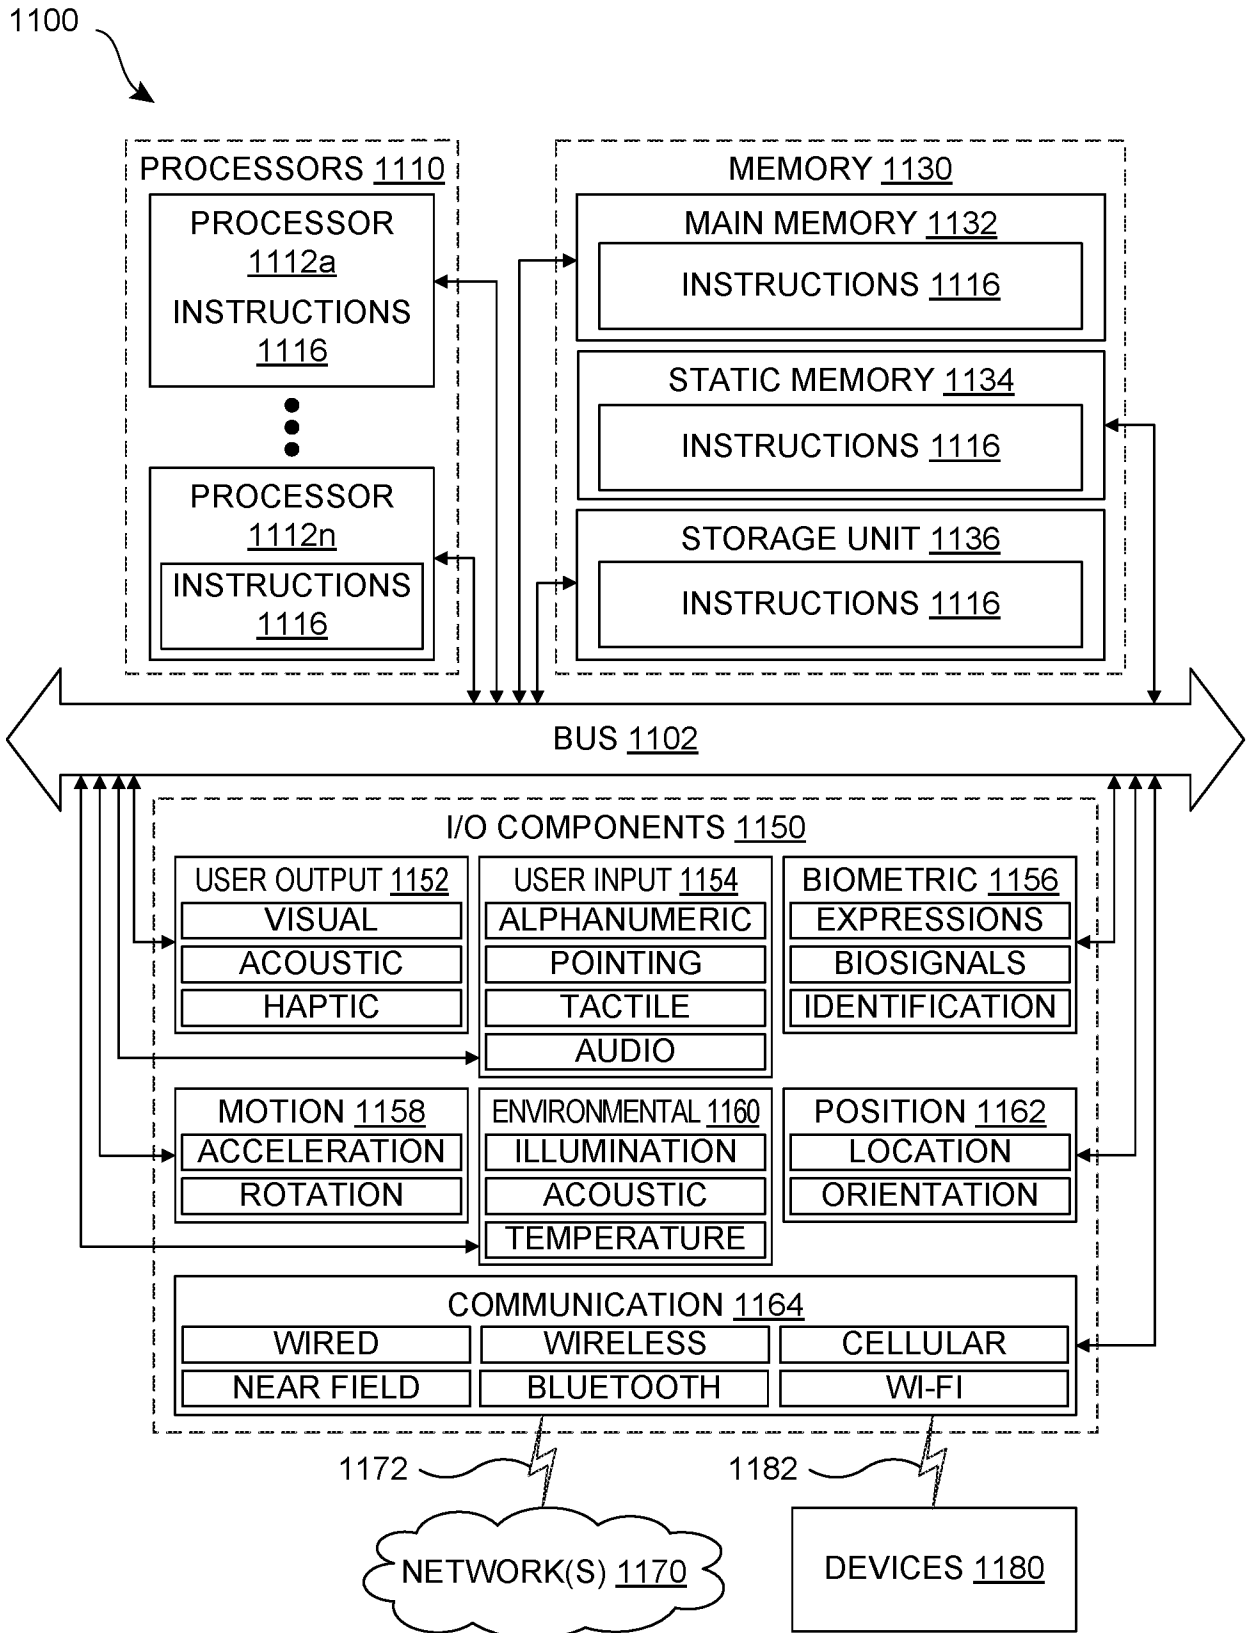 1100
PROCESSORS 1110
PROCESSOR
1112a
INSTRUCTIONS
1116
PROCESSOR
1112n
INSTRUCTIONS
1116
MEMORY 1130
MAIN MEMORY 1132
INSTRUCTIONS 1116
STATIC MEMORY 1134
INSTRUCTIONS 1116
STORAGE UNIT 1136
INSTRUCTIONS 1116
BUS 1102
I/O COMPONENTS 1150
USER OUTPUT 1152
VISUAL
ACOUSTIC
HAPTIC
USER INPUT 1154
ALPHANUMERIC
POINTING
TACTILE
AUDIO
BIOMETRIC 1156
EXPRESSIONS
BIOSIGNALS
IDENTIFICATION
MOTION 1158
ACCELERATION
ROTATION
ENVIRONMENTAL 1160
ILLUMINATION
ACOUSTIC
TEMPERATURE
POSITION 1162
LOCATION
ORIENTATION
COMMUNICATION 1164
WIRED
WIRELESS
CELLULAR
NEAR FIELD
BLUETOOTH
WI-FI
1172
1182
NETWORK(S) 1170
DEVICES 1180